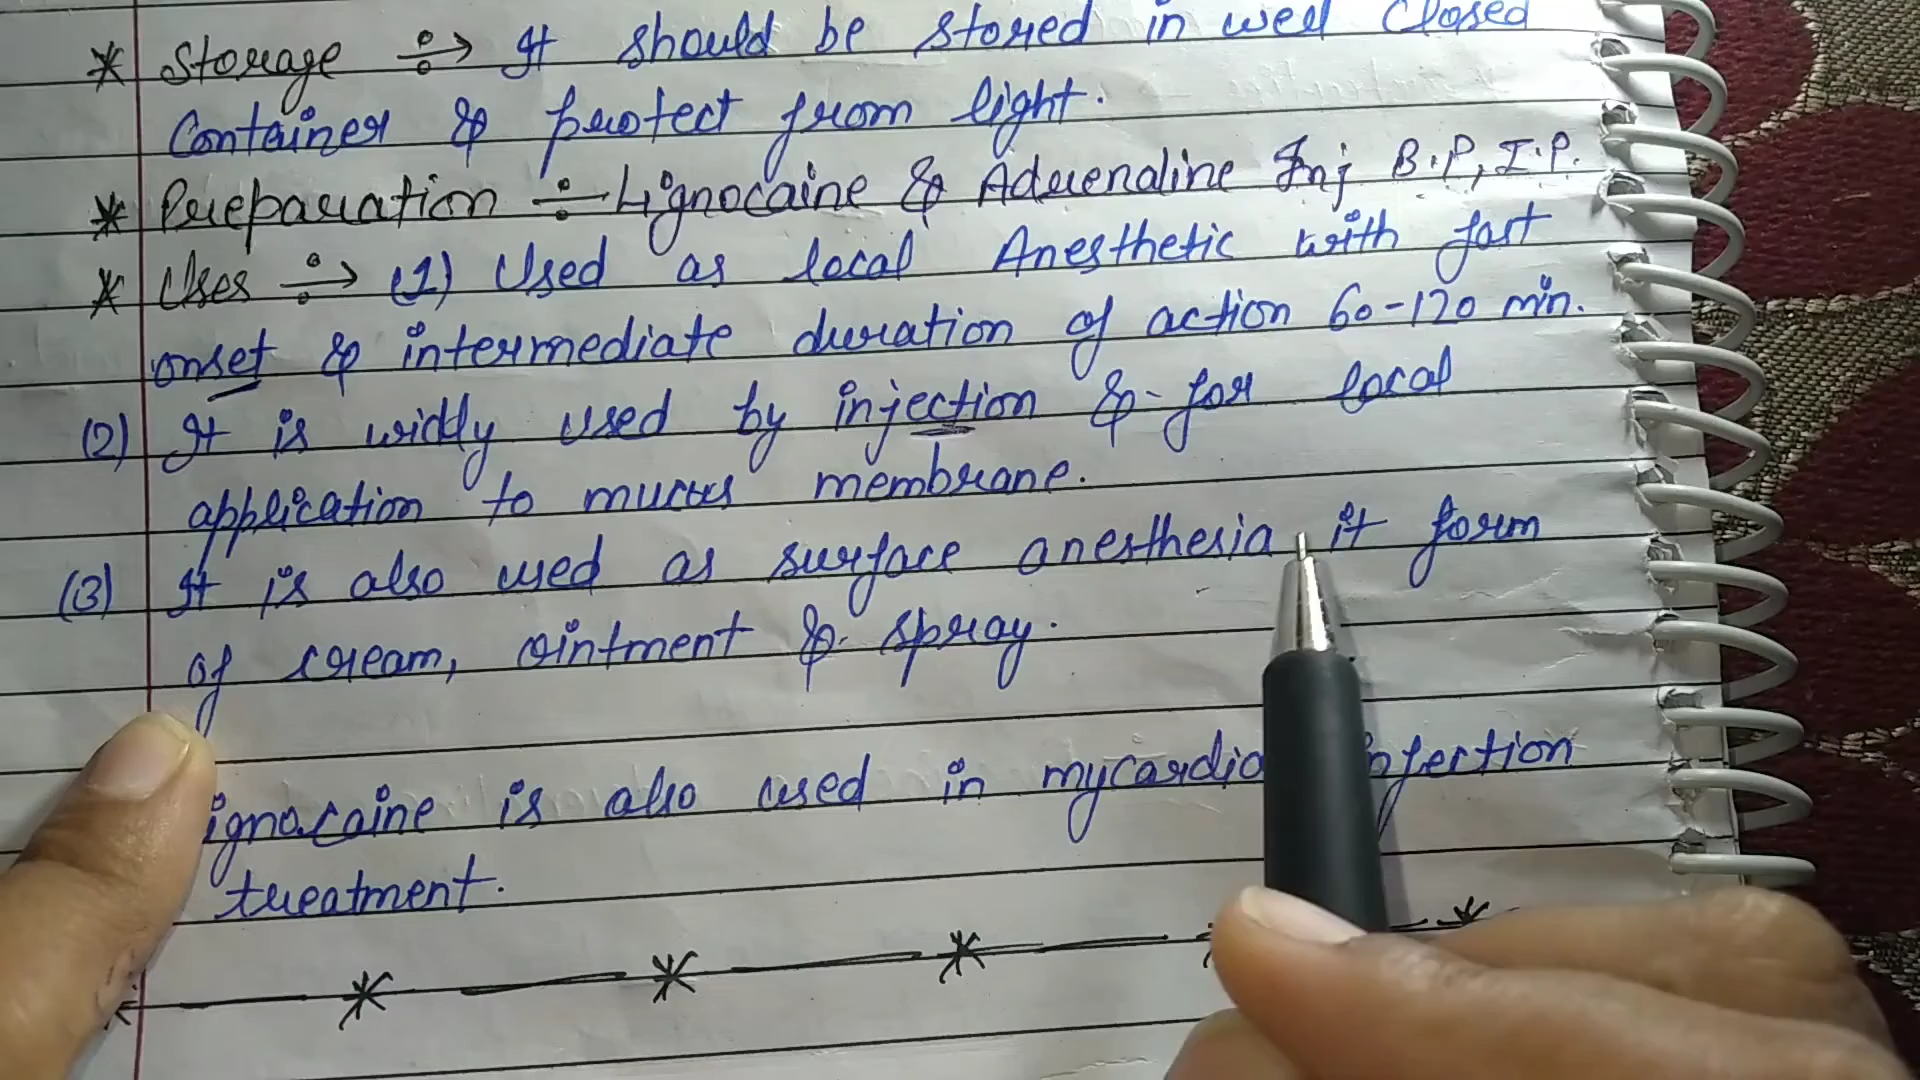 * Storage ÷→ It should be stored in well Closed
Container & protect from light.
* Preparation ÷ Lignocaine & Adrenaline Inj B.P, I.P.
* Uses ÷→ (1) Used as local Anesthetic with fast
onset & intermediate duration of action 60-120 min.
(2) It is widly used by injection & for local
application to mucus membrane.
(3) It is also used as surface anesthesia it form
of cream, ointment & spray.
ignocaine is also used in mycardia nfection
treatment.